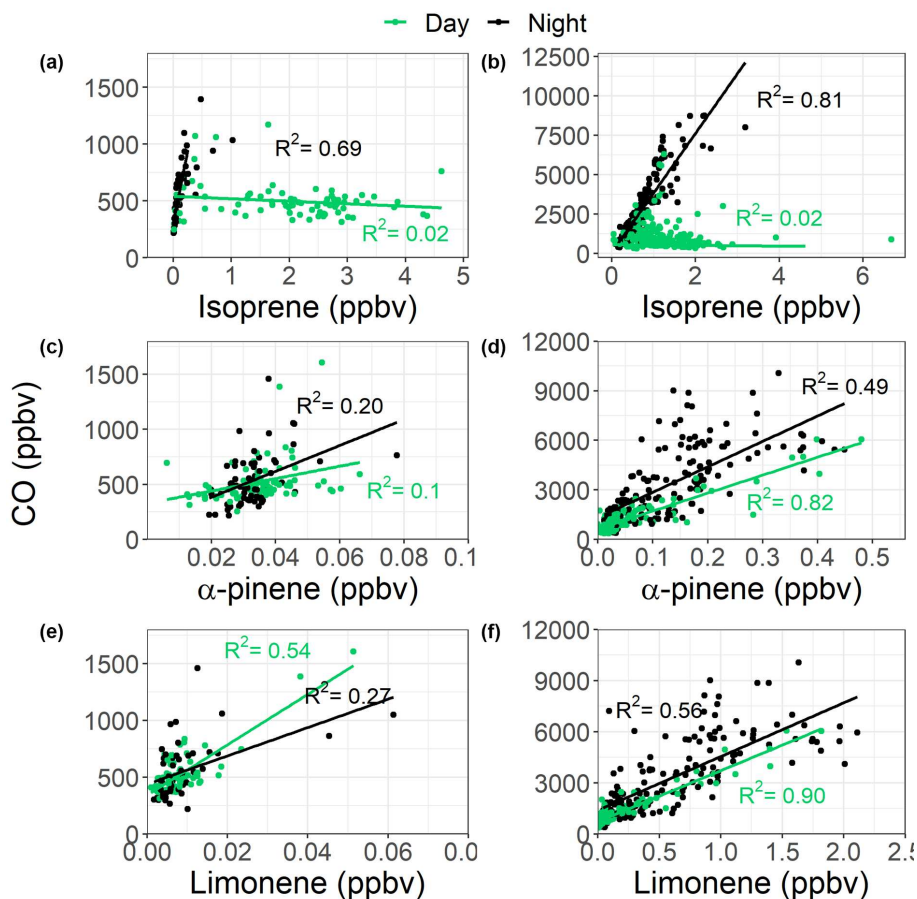 Day Night
(a)
1500
1000
500
0
R²= 0.69
R²= 0.02
0 1 2 3 4 5
Isoprene (ppbv)
(b)
12500
10000
7500
5000
2500
0
R²= 0.81
R²= 0.02
0 2 4 6
Isoprene (ppbv)
CO (ppbv)
(c)
1500
1000
500
0
R²= 0.20
R²= 0.1
0.02 0.04 0.06 0.08 0.1
α-pinene (ppbv)
(d)
12000
9000
6000
3000
0
R²= 0.49
R²= 0.82
0.0 0.1 0.2 0.3 0.4 0.5
α-pinene (ppbv)
(e)
1500
1000
500
0
R²= 0.54
R²= 0.27
0.00 0.02 0.04 0.06 0.0
Limonene (ppbv)
(f)
12000
9000
6000
3000
0
R²= 0.56
R²= 0.90
0.0 0.5 1.0 1.5 2.0 2.5
Limonene (ppbv)